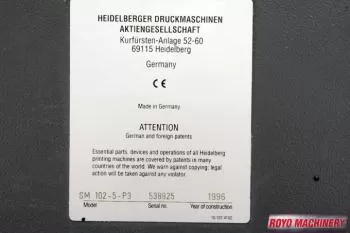 HEIDELBERGER DRUCKMASCHINEN
AKTIENGESELLSCHAFT
Kurfürsten-Anlage 52-60
69115 Heidelberg
Germany
CE
Made in Germany
ATTENTION
German and foreign patents
Essential parts, devices and operations of all Heidelberg
printing machines are covered by patents in many
countries of the world. We warn against copying; legal
action will be taken against any violator.
SM 102-5-P3 538925 1996
Model Serial no. Year of construction
ROYO MACHINERY